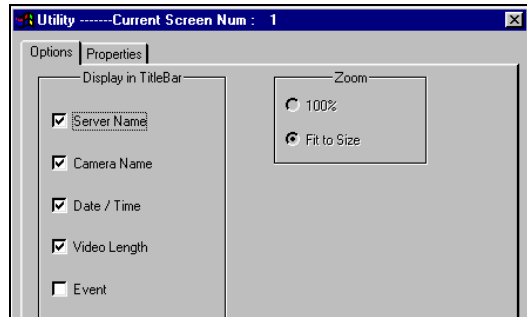 Utility -------Current Screen Num : 1
Options Properties
Display in TitleBar
Server Name
Camera Name
Date / Time
Video Length
Event
Zoom
100%
Fit to Size